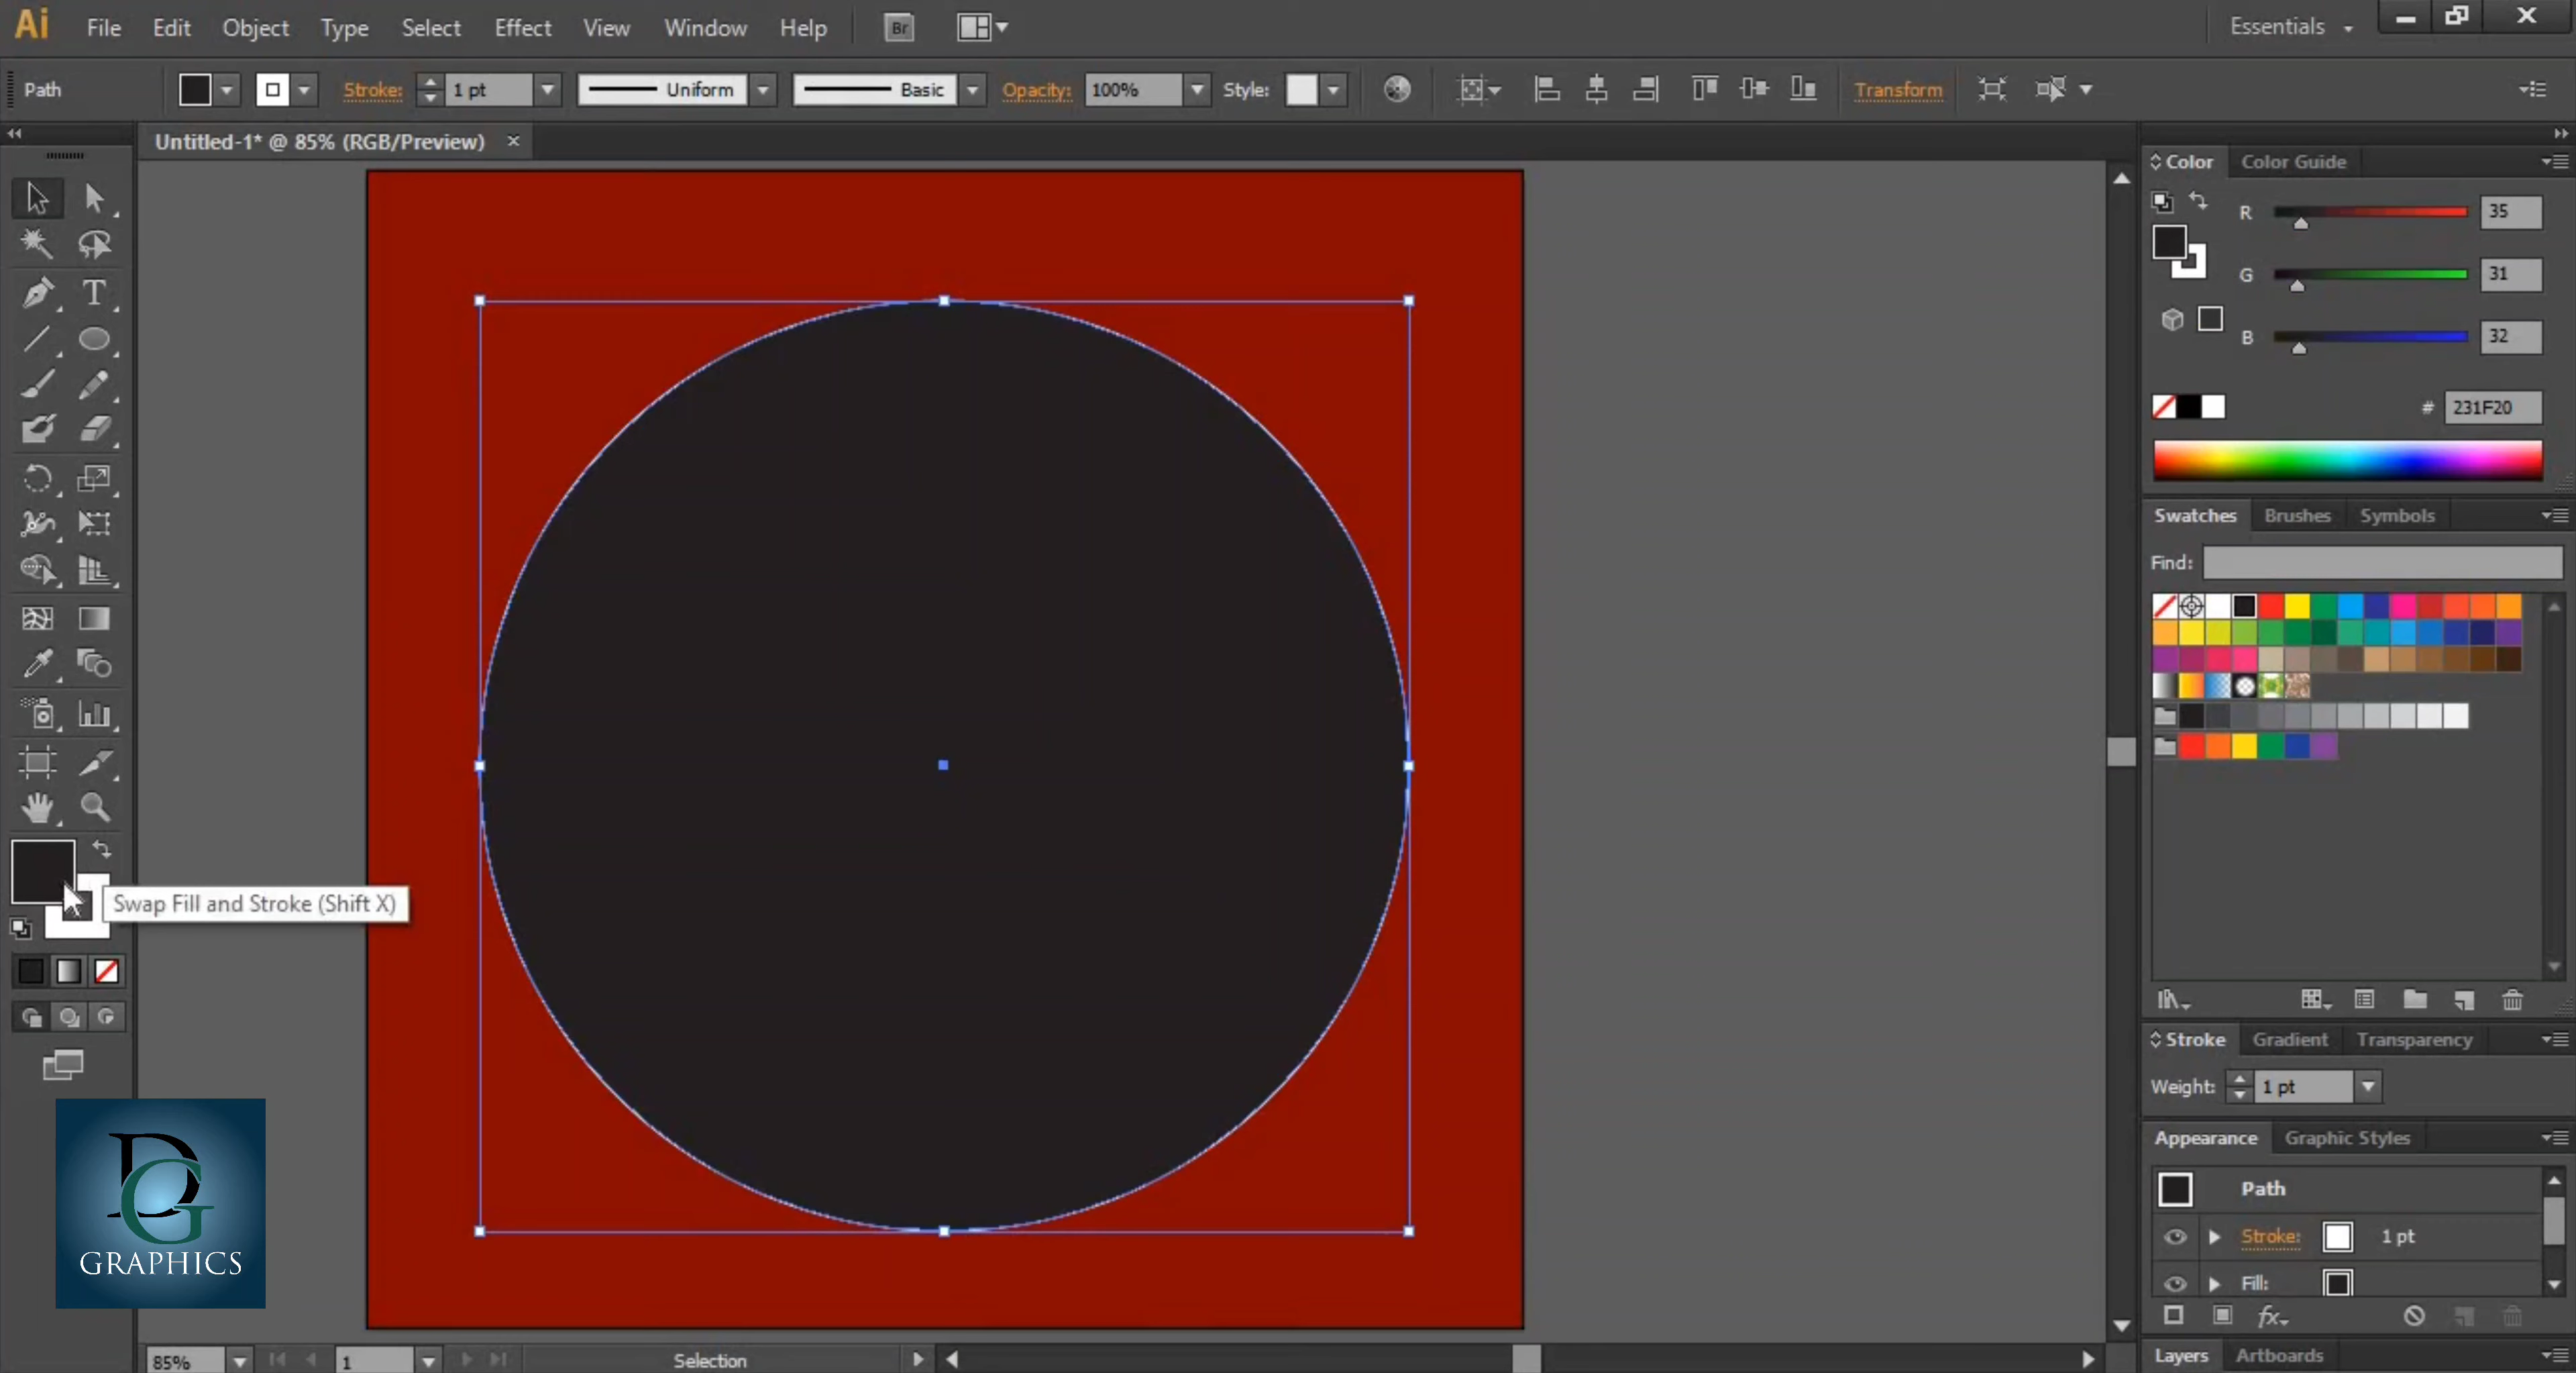 Ai File Edit Object Type Select Effect View Window Help Br Essentials
Path Stroke: 1 pt Uniform Basic Opacity: 100% Style: Transform
Untitled-1* @ 85% (RGB/Preview)
Color Color Guide
R 35
G 31
B 32
# 231F20
Swatches Brushes Symbols
Find:
T
Swap Fill and Stroke (Shift X)
Stroke Gradient Transparency
Weight: 1 pt
Appearance Graphic Styles
Path
Stroke: 1 pt
Fill:
fx
Layers Artboards
DG
GRAPHICS
85% 1 Selection